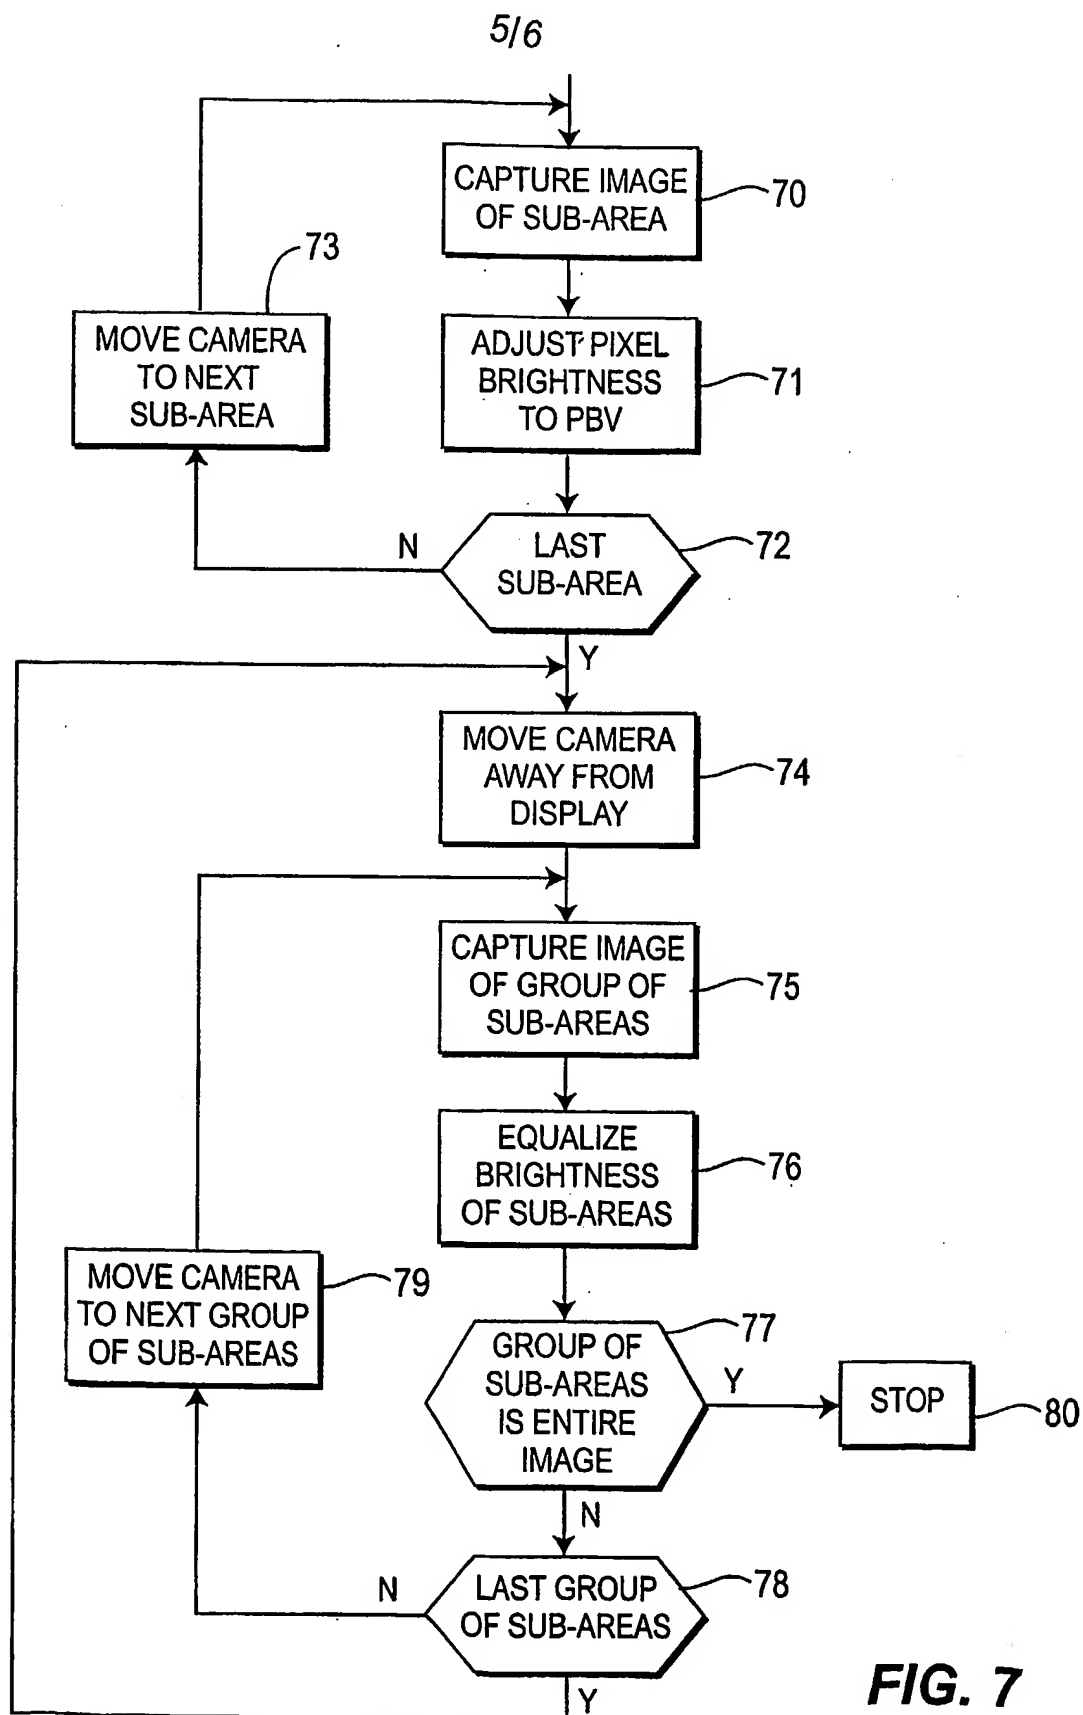 5/6
CAPTURE IMAGE
OF SUB-AREA
70
73
MOVE CAMERA
TO NEXT
SUB-AREA
ADJUST PIXEL
BRIGHTNESS
TO PBV
71
N
LAST
SUB-AREA
72
Y
MOVE CAMERA
AWAY FROM
DISPLAY
74
CAPTURE IMAGE
OF GROUP OF
SUB-AREAS
75
EQUALIZE
BRIGHTNESS
OF SUB-AREAS
76
MOVE CAMERA
TO NEXT GROUP
OF SUB-AREAS
79
GROUP OF
SUB-AREAS
IS ENTIRE
IMAGE
77
Y
STOP
80
N
N
LAST GROUP
OF SUB-AREAS
78
Y
FIG. 7